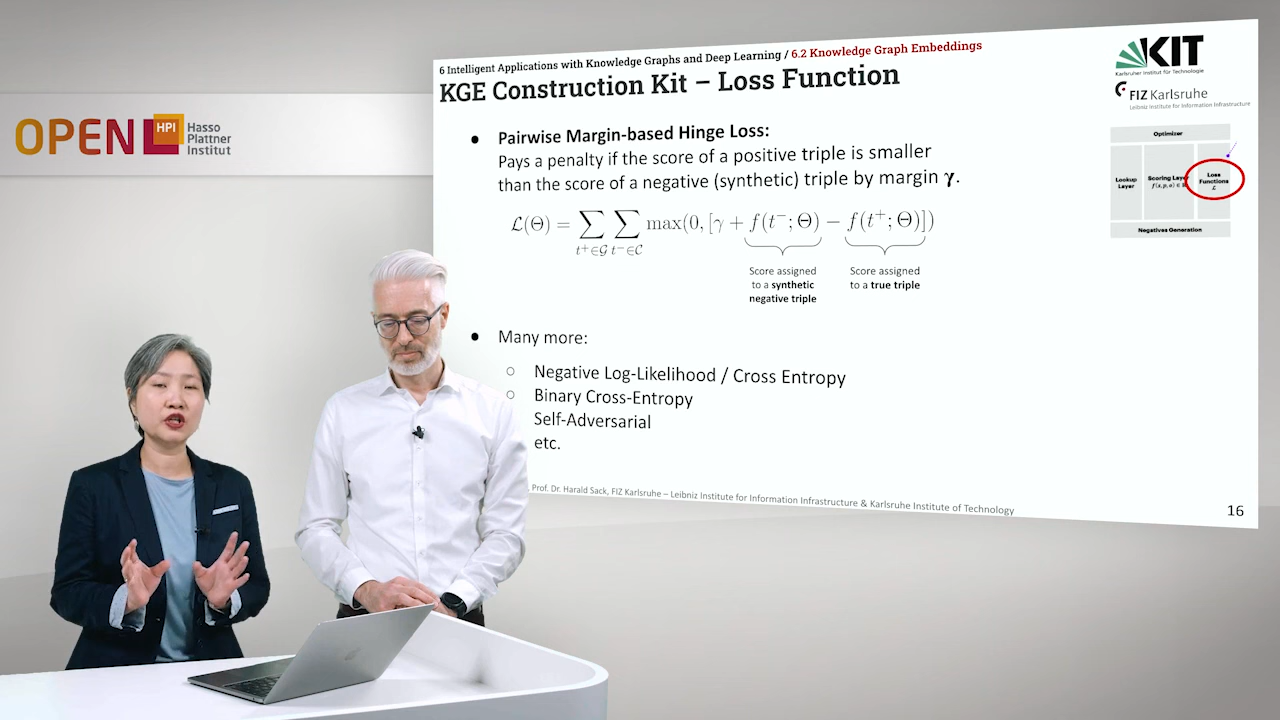 OPEN
HPI
Hasso
Plattner
Institut
6 Intelligent Applications with Knowledge Graphs and Deep Learning / 6.2 Knowledge Graph Embeddings
KGE Construction Kit – Loss Function
KIT
Karlsruher Institut für Technologie
FIZ Karlsruhe
Leibniz Institute for Information Infrastructure
● Pairwise Margin-based Hinge Loss:
Pays a penalty if the score of a positive triple is smaller
than the score of a negative (synthetic) triple by margin γ.
ℒ(Θ) = ∑ ∑ max(0, [γ + f(t⁻; Θ) − f(t⁺; Θ)])
t⁺∈𝒢 t⁻∈𝒞
Score assigned
to a synthetic
negative triple
Score assigned
to a true triple
● Many more:
○ Negative Log-Likelihood / Cross Entropy
○ Binary Cross-Entropy
Self-Adversarial
etc.
Optimizer
Lookup
Layer
Scoring Layer
Loss
Functions
ℒ
Negatives Generation
Prof. Dr. Harald Sack, FIZ Karlsruhe – Leibniz Institute for Information Infrastructure & Karlsruhe Institute of Technology
16